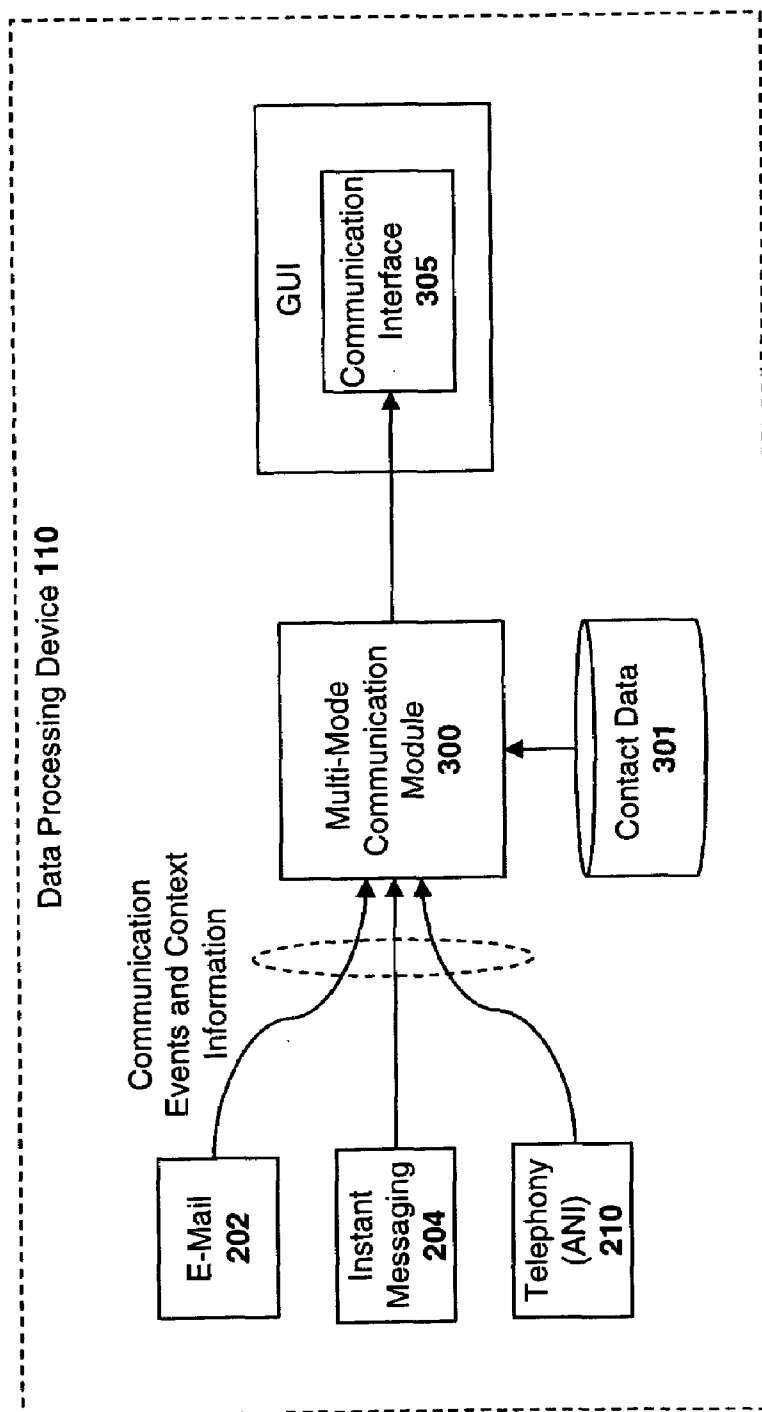 Data Processing Device 110
Communication
Events and Context
Information
E-Mail
202
Instant
Messaging
204
Telephony
(ANI)
210
Multi-Mode
Communication
Module
300
Contact Data
301
GUI
Communication
Interface
305